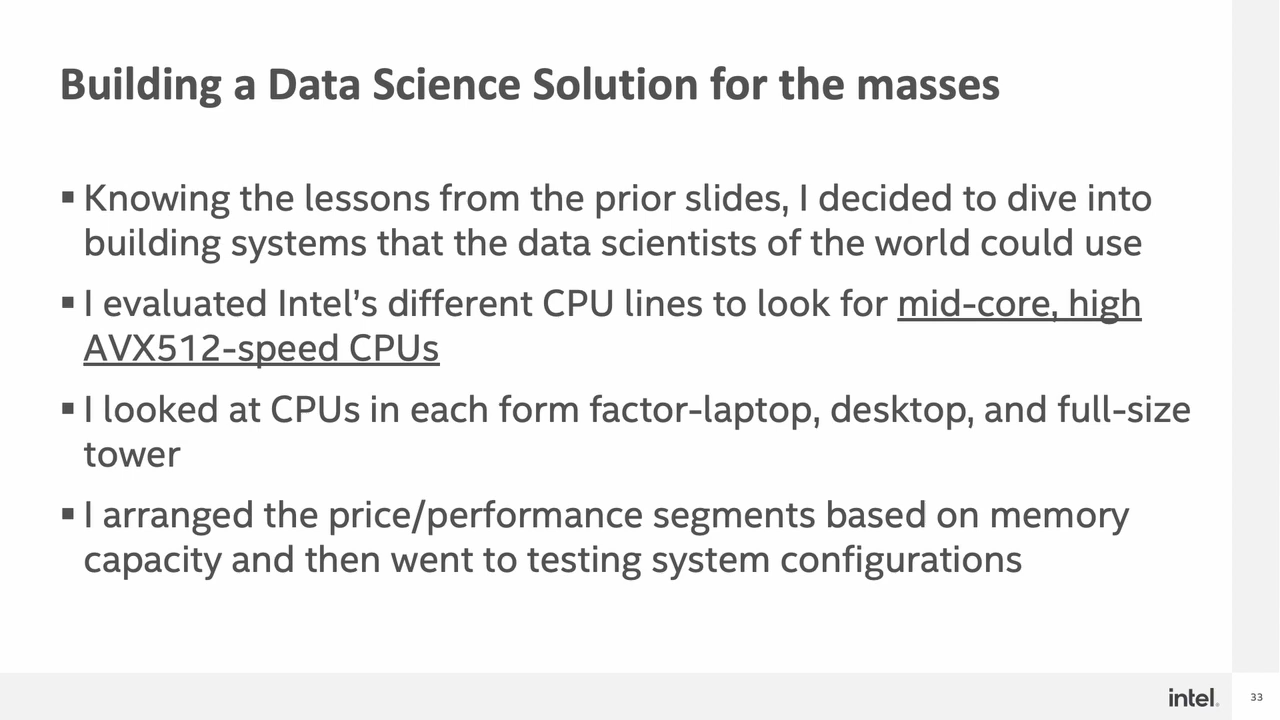 Building a Data Science Solution for the masses
▪ Knowing the lessons from the prior slides, I decided to dive into
building systems that the data scientists of the world could use
▪ I evaluated Intel’s different CPU lines to look for mid-core, high
AVX512-speed CPUs
▪ I looked at CPUs in each form factor-laptop, desktop, and full-size
tower
▪ I arranged the price/performance segments based on memory
capacity and then went to testing system configurations
intel.
33